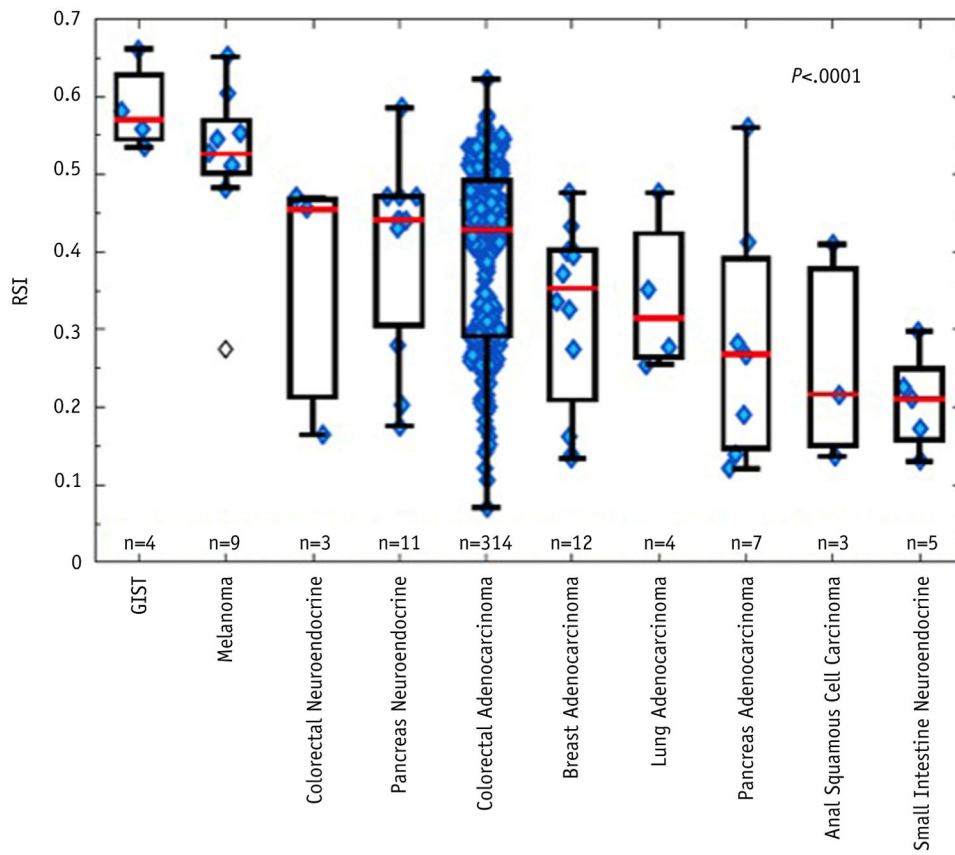 0.7
0.6
0.5
0.4
0.3
0.2
0.1
0
RSI
P<.0001
n=4
n=9
n=3
n=11
n=314
n=12
n=4
n=7
n=3
n=5
GIST
Melanoma
Colorectal Neuroendocrine
Pancreas Neuroendocrine
Colorectal Adenocarcinoma
Breast Adenocarcinoma
Lung Adenocarcinoma
Pancreas Adenocarcinoma
Anal Squamous Cell Carcinoma
Small Intestine Neuroendocrine